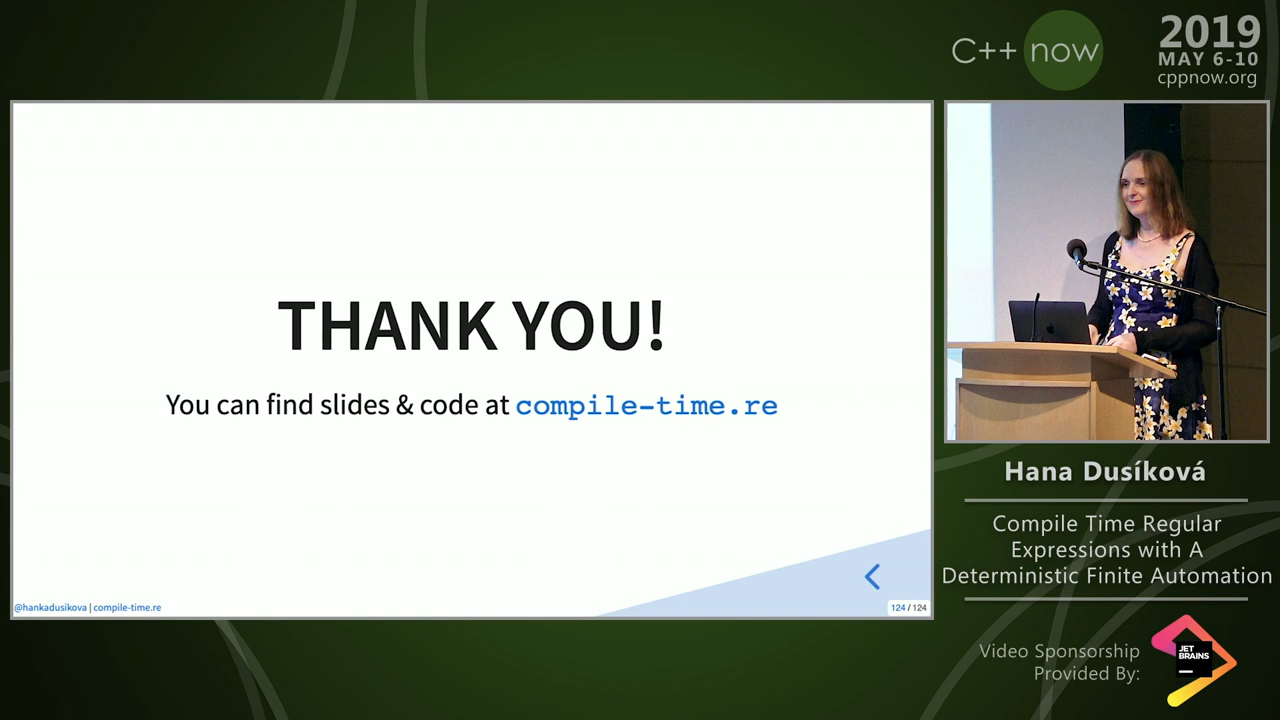 C++ now
2019
MAY 6-10
cppnow.org
THANK YOU!
You can find slides & code at compile-time.re
@hankadusikova | compile-time.re
124 / 124
Hana Dusíková
Compile Time Regular
Expressions with A
Deterministic Finite Automation
Video Sponsorship
Provided By:
JET
BRAINS